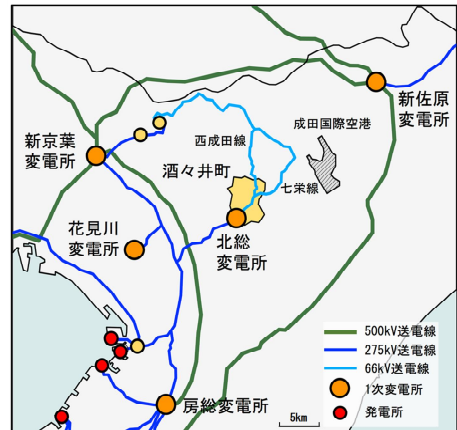 新佐原
変電所
成田国際空港
西成田線
新京葉
変電所
酒々井町
七栄線
花見川
変電所
北総
変電所
500kV送電線
275kV送電線
66kV送電線
1次変電所
発電所
房総変電所
5km